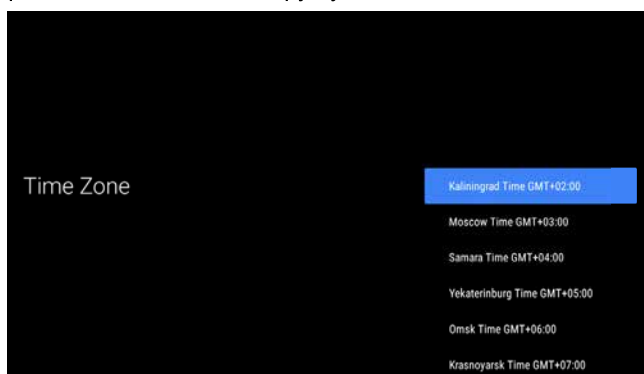 Time Zone
Kaliningrad Time GMT+02:00
Moscow Time GMT+03:00
Samara Time GMT+04:00
Yekaterinburg Time GMT+05:00
Omsk Time GMT+06:00
Krasnoyarsk Time GMT+07:00